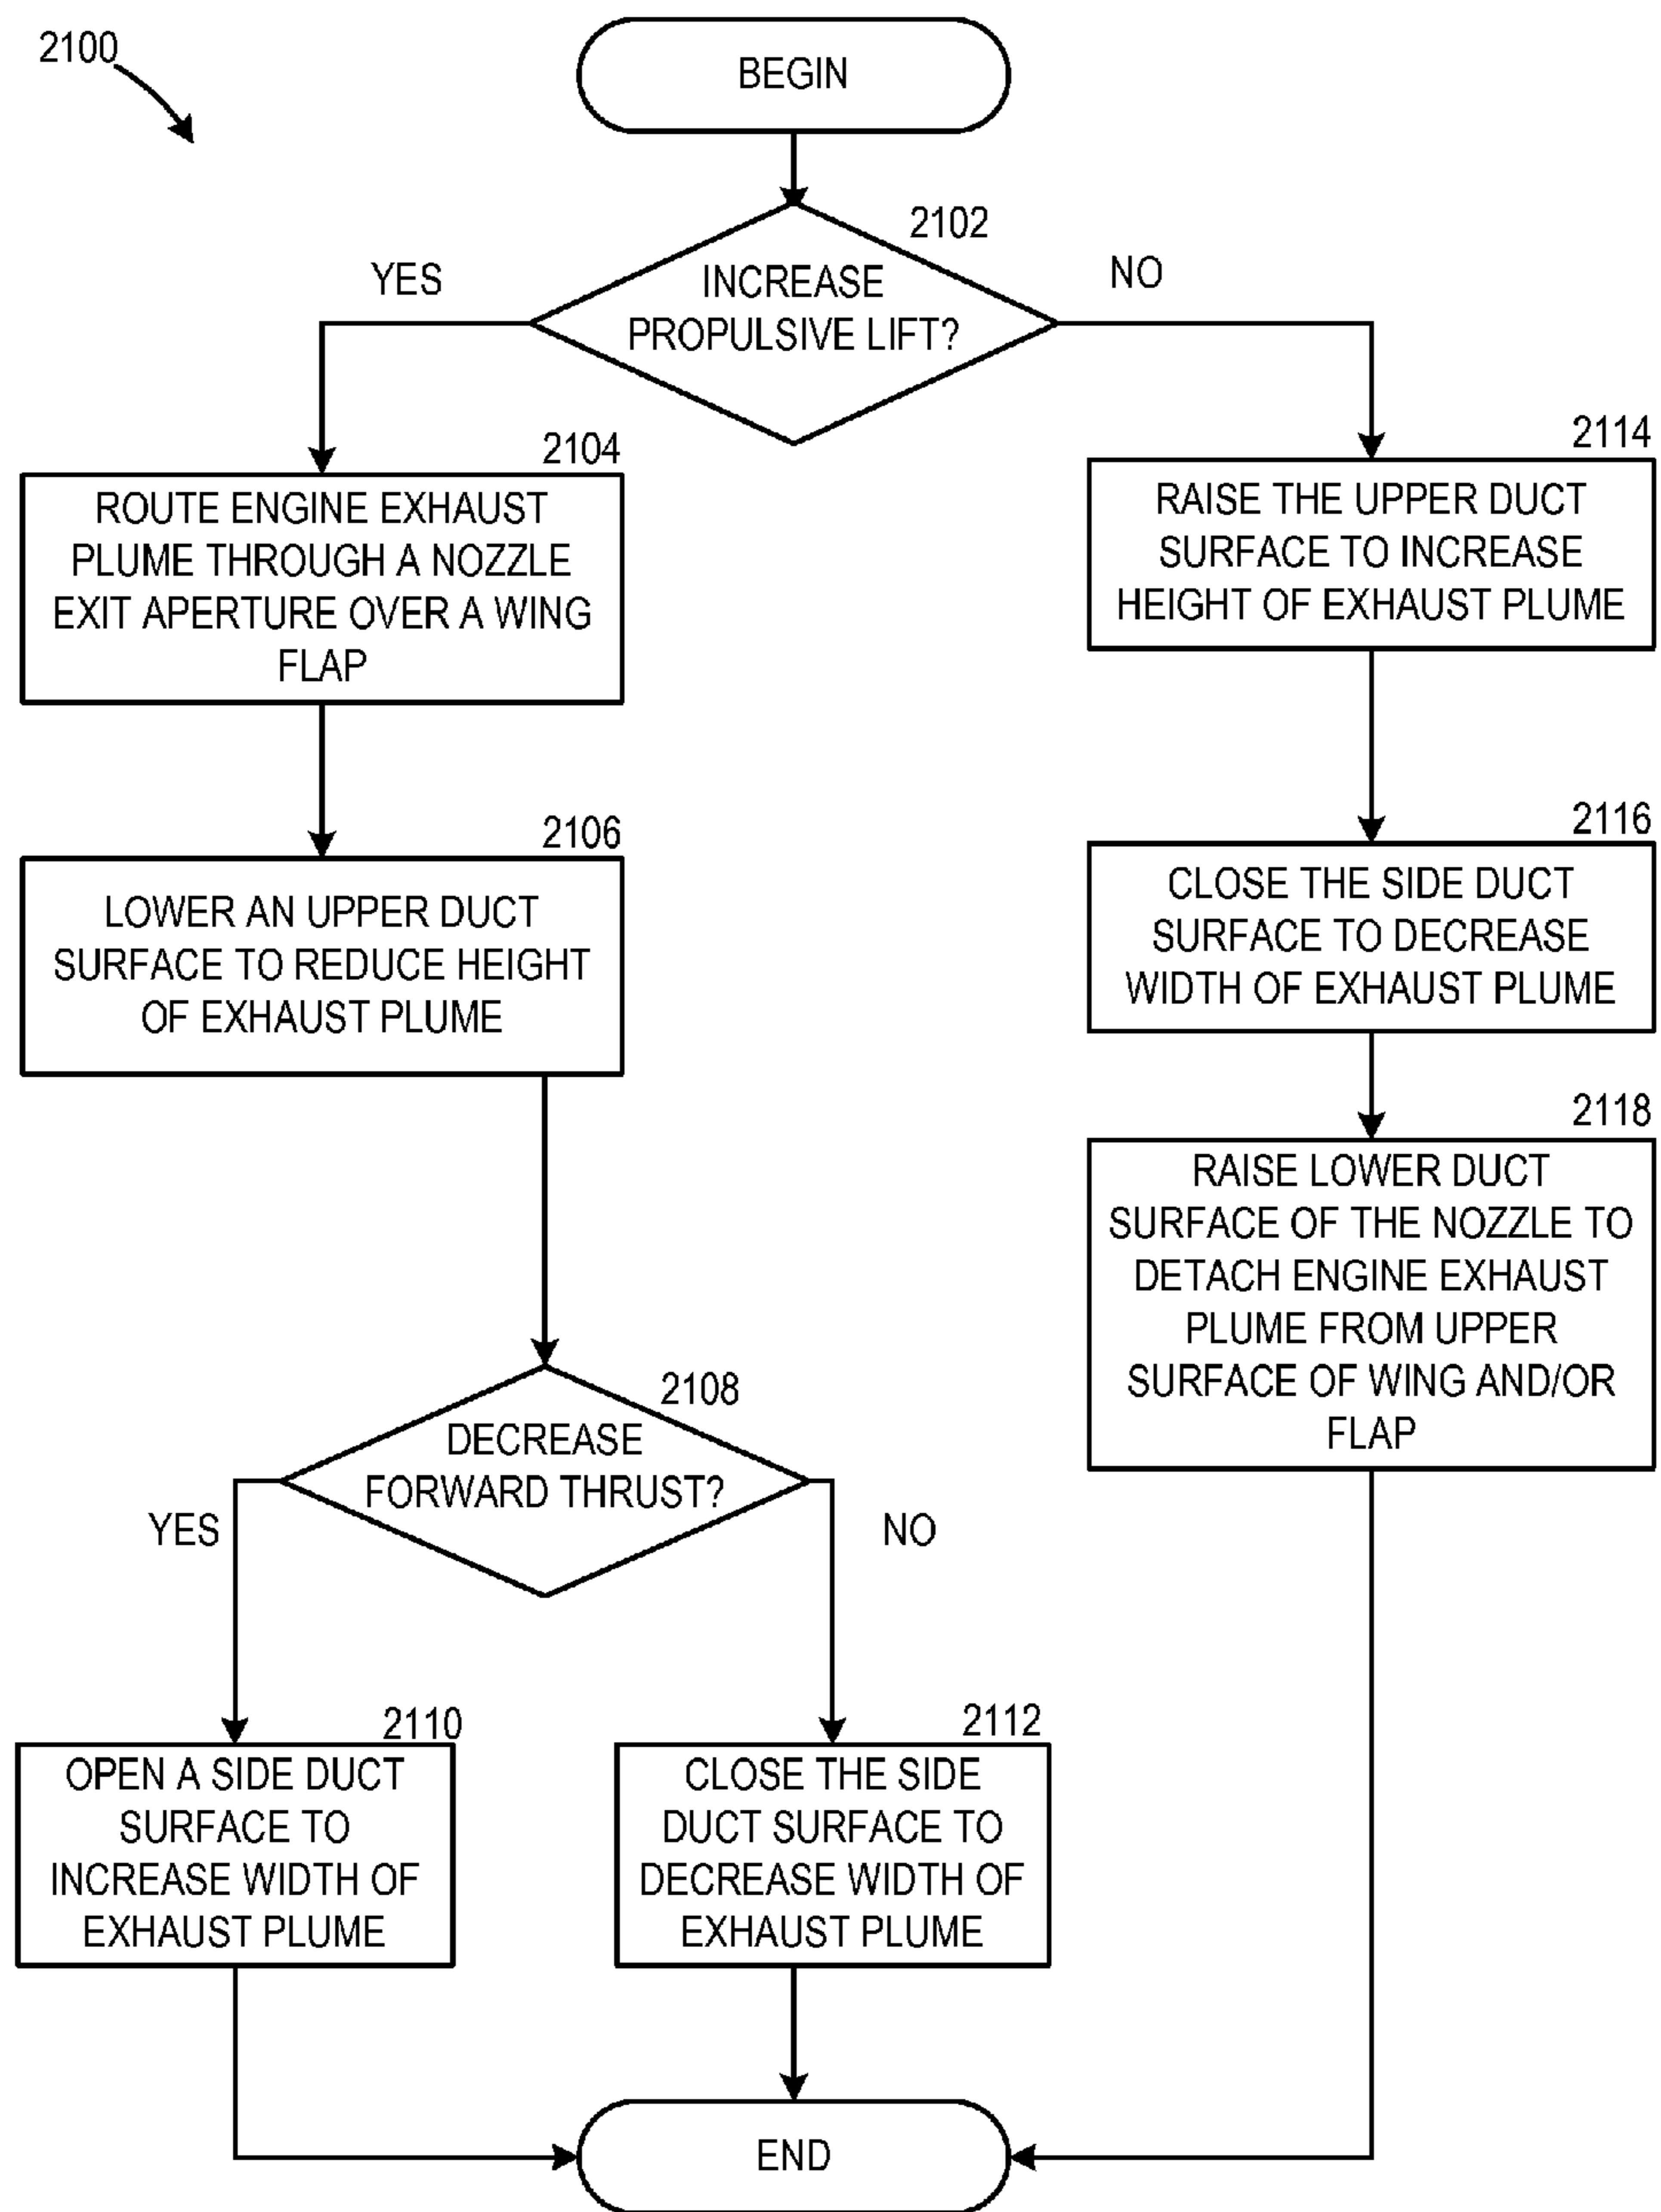 2100
BEGIN
2102
YES
INCREASE
PROPULSIVE LIFT?
NO
2104
ROUTE ENGINE EXHAUST
PLUME THROUGH A NOZZLE
EXIT APERTURE OVER A WING
FLAP
2114
RAISE THE UPPER DUCT
SURFACE TO INCREASE
HEIGHT OF EXHAUST PLUME
2106
LOWER AN UPPER DUCT
SURFACE TO REDUCE HEIGHT
OF EXHAUST PLUME
2116
CLOSE THE SIDE DUCT
SURFACE TO DECREASE
WIDTH OF EXHAUST PLUME
2118
RAISE LOWER DUCT
SURFACE OF THE NOZZLE TO
DETACH ENGINE EXHAUST
PLUME FROM UPPER
SURFACE OF WING AND/OR
FLAP
2108
DECREASE
FORWARD THRUST?
YES
NO
2110
OPEN A SIDE DUCT
SURFACE TO
INCREASE WIDTH OF
EXHAUST PLUME
2112
CLOSE THE SIDE
DUCT SURFACE TO
DECREASE WIDTH OF
EXHAUST PLUME
END